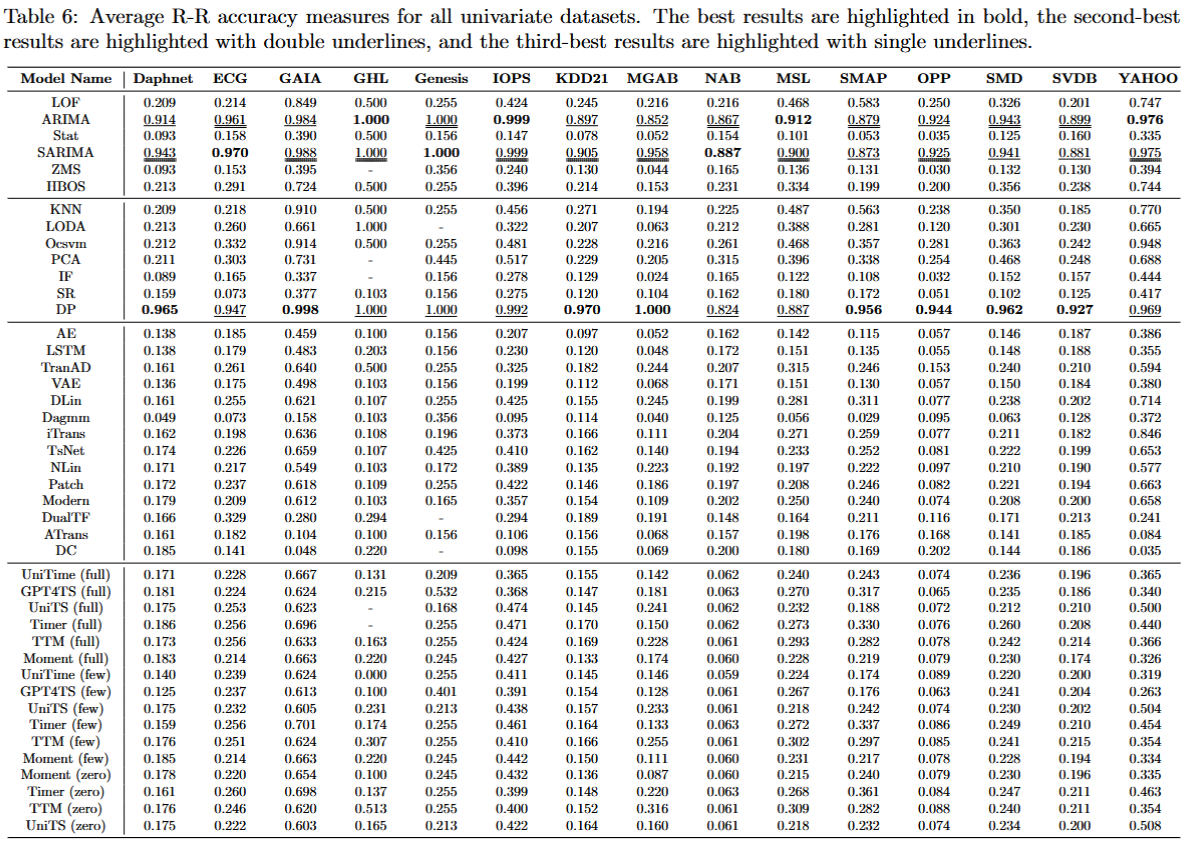 Table 6: Average R-R accuracy measures for all univariate datasets. The best results are highlighted in bold, the second-best
results are highlighted with double underlines, and the third-best results are highlighted with single underlines.
Model Name Daphnet ECG GAIA GHL Genesis IOPS KDD21 MGAB NAB MSL SMAP OPP SMD SVDB YAHOO
LOF 0.209 0.214 0.849 0.500 0.255 0.424 0.245 0.216 0.216 0.468 0.583 0.250 0.326 0.201 0.747
ARIMA 0.914 0.961 0.984 1.000 1.000 0.999 0.897 0.852 0.867 0.912 0.879 0.924 0.943 0.899 0.976
Stat 0.093 0.158 0.390 0.500 0.156 0.147 0.078 0.052 0.154 0.101 0.053 0.035 0.125 0.160 0.335
SARIMA 0.943 0.970 0.988 1.000 1.000 0.999 0.905 0.958 0.887 0.900 0.873 0.925 0.941 0.881 0.975
ZMS 0.093 0.153 0.395 - 0.356 0.240 0.130 0.044 0.165 0.136 0.131 0.030 0.132 0.130 0.394
HBOS 0.213 0.291 0.724 0.500 0.255 0.396 0.214 0.153 0.231 0.334 0.199 0.200 0.356 0.238 0.744
KNN 0.209 0.218 0.910 0.500 0.255 0.456 0.271 0.194 0.225 0.487 0.563 0.238 0.350 0.185 0.770
LODA 0.213 0.260 0.661 1.000 - 0.322 0.207 0.063 0.212 0.388 0.281 0.120 0.301 0.230 0.665
Ocsvm 0.212 0.332 0.914 0.500 0.255 0.481 0.228 0.216 0.261 0.468 0.357 0.281 0.363 0.242 0.948
PCA 0.211 0.303 0.731 - 0.445 0.517 0.229 0.205 0.315 0.396 0.338 0.254 0.468 0.248 0.688
IF 0.089 0.165 0.337 - 0.156 0.278 0.129 0.024 0.165 0.122 0.108 0.032 0.152 0.157 0.444
SR 0.159 0.073 0.377 0.103 0.156 0.275 0.120 0.104 0.162 0.180 0.172 0.051 0.102 0.125 0.417
DP 0.965 0.947 0.998 1.000 1.000 0.992 0.970 1.000 0.824 0.887 0.956 0.944 0.962 0.927 0.969
AE 0.138 0.185 0.459 0.100 0.156 0.207 0.097 0.052 0.162 0.142 0.115 0.057 0.146 0.187 0.386
LSTM 0.138 0.179 0.483 0.203 0.156 0.230 0.120 0.048 0.172 0.151 0.135 0.055 0.148 0.188 0.355
TranAD 0.161 0.261 0.640 0.500 0.255 0.325 0.182 0.244 0.207 0.315 0.246 0.153 0.240 0.210 0.594
VAE 0.136 0.175 0.498 0.103 0.156 0.199 0.112 0.068 0.171 0.151 0.130 0.057 0.150 0.184 0.380
DLin 0.161 0.255 0.621 0.107 0.255 0.425 0.155 0.245 0.199 0.281 0.311 0.077 0.238 0.202 0.714
Dagmm 0.049 0.073 0.158 0.103 0.356 0.095 0.114 0.040 0.125 0.056 0.029 0.095 0.063 0.128 0.372
iTrans 0.162 0.198 0.636 0.108 0.196 0.373 0.166 0.111 0.204 0.271 0.259 0.077 0.211 0.182 0.846
TsNet 0.174 0.226 0.659 0.107 0.425 0.410 0.162 0.140 0.194 0.233 0.252 0.081 0.222 0.199 0.653
NLin 0.171 0.217 0.549 0.103 0.172 0.389 0.135 0.223 0.192 0.197 0.222 0.097 0.210 0.190 0.577
Patch 0.172 0.237 0.618 0.109 0.255 0.422 0.146 0.186 0.197 0.208 0.246 0.082 0.221 0.194 0.663
Modern 0.179 0.209 0.612 0.103 0.165 0.357 0.154 0.109 0.202 0.250 0.240 0.074 0.208 0.200 0.658
DualTF 0.166 0.329 0.280 0.294 - 0.294 0.189 0.191 0.148 0.164 0.211 0.116 0.171 0.213 0.241
ATrans 0.161 0.182 0.104 0.100 0.156 0.106 0.156 0.068 0.157 0.198 0.176 0.168 0.141 0.185 0.084
DC 0.185 0.141 0.048 0.220 - 0.098 0.155 0.069 0.200 0.180 0.169 0.202 0.144 0.186 0.035
UniTime (full) 0.171 0.228 0.667 0.131 0.209 0.365 0.155 0.142 0.062 0.240 0.243 0.074 0.236 0.196 0.365
GPT4TS (full) 0.181 0.224 0.624 0.215 0.532 0.368 0.147 0.181 0.063 0.270 0.317 0.065 0.235 0.186 0.340
UniTS (full) 0.175 0.253 0.623 - 0.168 0.474 0.145 0.241 0.062 0.232 0.188 0.072 0.212 0.210 0.500
Timer (full) 0.186 0.256 0.696 - 0.255 0.471 0.170 0.150 0.062 0.273 0.330 0.076 0.260 0.208 0.440
TTM (full) 0.173 0.256 0.633 0.163 0.255 0.424 0.169 0.228 0.061 0.293 0.282 0.078 0.242 0.214 0.366
Moment (full) 0.183 0.214 0.663 0.220 0.245 0.427 0.133 0.174 0.060 0.228 0.219 0.079 0.230 0.174 0.326
UniTime (few) 0.140 0.239 0.624 0.000 0.255 0.411 0.145 0.146 0.059 0.224 0.174 0.089 0.220 0.200 0.319
GPT4TS (few) 0.125 0.237 0.613 0.100 0.401 0.391 0.154 0.128 0.061 0.267 0.176 0.063 0.241 0.204 0.263
UniTS (few) 0.175 0.232 0.605 0.231 0.213 0.438 0.157 0.233 0.061 0.218 0.242 0.074 0.230 0.202 0.504
Timer (few) 0.159 0.256 0.701 0.174 0.255 0.461 0.164 0.133 0.063 0.272 0.337 0.086 0.249 0.210 0.454
TTM (few) 0.176 0.251 0.624 0.307 0.255 0.410 0.166 0.255 0.061 0.302 0.297 0.085 0.241 0.215 0.354
Moment (few) 0.185 0.214 0.663 0.220 0.245 0.442 0.150 0.111 0.060 0.231 0.217 0.078 0.228 0.194 0.334
Moment (zero) 0.178 0.220 0.654 0.100 0.245 0.432 0.136 0.087 0.060 0.215 0.240 0.079 0.230 0.196 0.335
Timer (zero) 0.161 0.260 0.698 0.137 0.255 0.399 0.148 0.220 0.063 0.268 0.361 0.084 0.247 0.211 0.463
TTM (zero) 0.176 0.246 0.620 0.513 0.255 0.400 0.152 0.316 0.061 0.309 0.282 0.088 0.240 0.211 0.354
UniTS (zero) 0.175 0.222 0.603 0.165 0.213 0.422 0.164 0.160 0.061 0.218 0.232 0.074 0.234 0.200 0.508